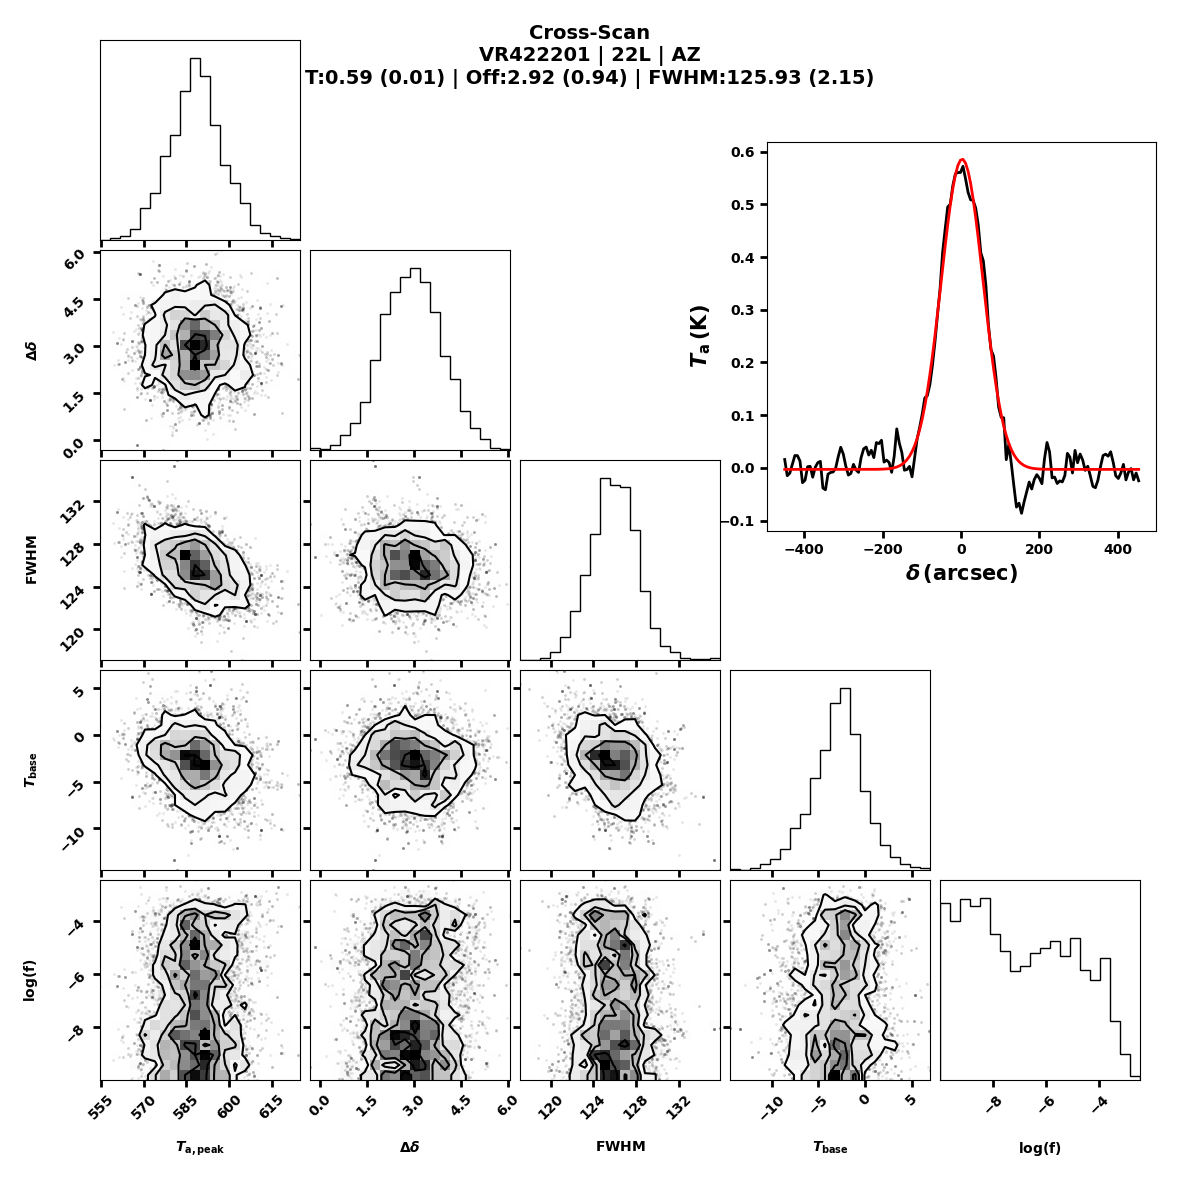 Cross-Scan
VR422201 | 22L | AZ
T:0.59 (0.01) | Off:2.92 (0.94) | FWHM:125.93 (2.15)
0.6
0.5
0.4
0.3
0.2
0.1
0.0
−0.1
Ta (K)
−400 −200 0 200 400
δ (arcsec)
6.0
4.5
3.0
1.5
0.0
Δδ
132
128
124
120
FWHM
5
0
−5
−10
Tbase
−4
−6
−8
log(f)
555 570 585 600 615
0.0 1.5 3.0 4.5 6.0
120 124 128 132
−10 −5 0 5
−8 −6 −4
Ta,peak
Δδ
FWHM
Tbase
log(f)